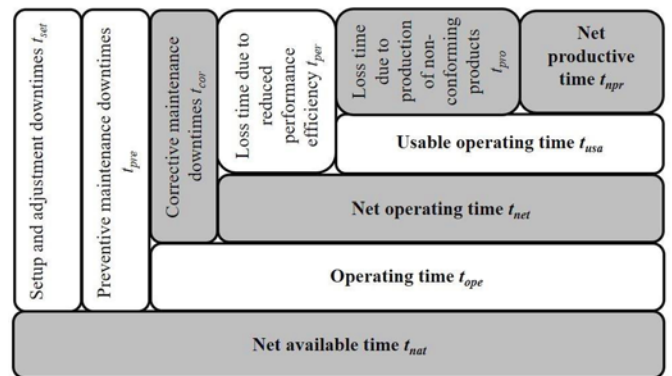 Setup and adjustment downtimes t_set
Preventive maintenance downtimes
t_pre
Corrective maintenance
downtimes t_cor
Loss time due to
reduced
performance
efficiency t_per
Loss time
due to
production
of non-
conforming
products
t_pro
Net
productive
time t_npr
Usable operating time t_usa
Net operating time t_net
Operating time t_ope
Net available time t_nat